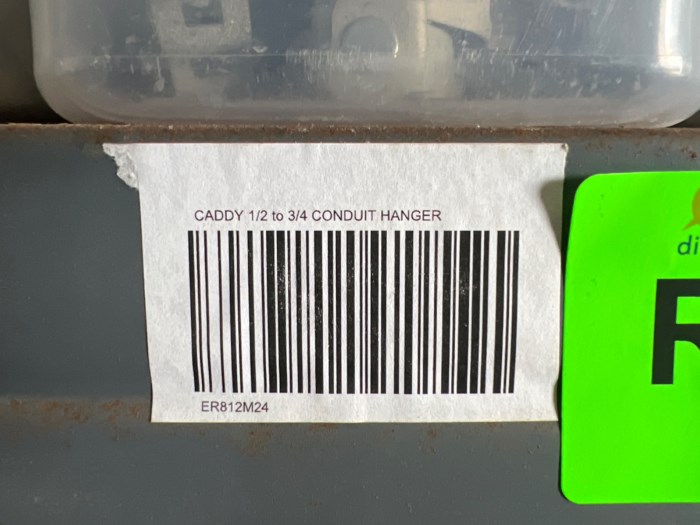 CADDY 1/2 to 3/4 CONDUIT HANGER
ER812M24